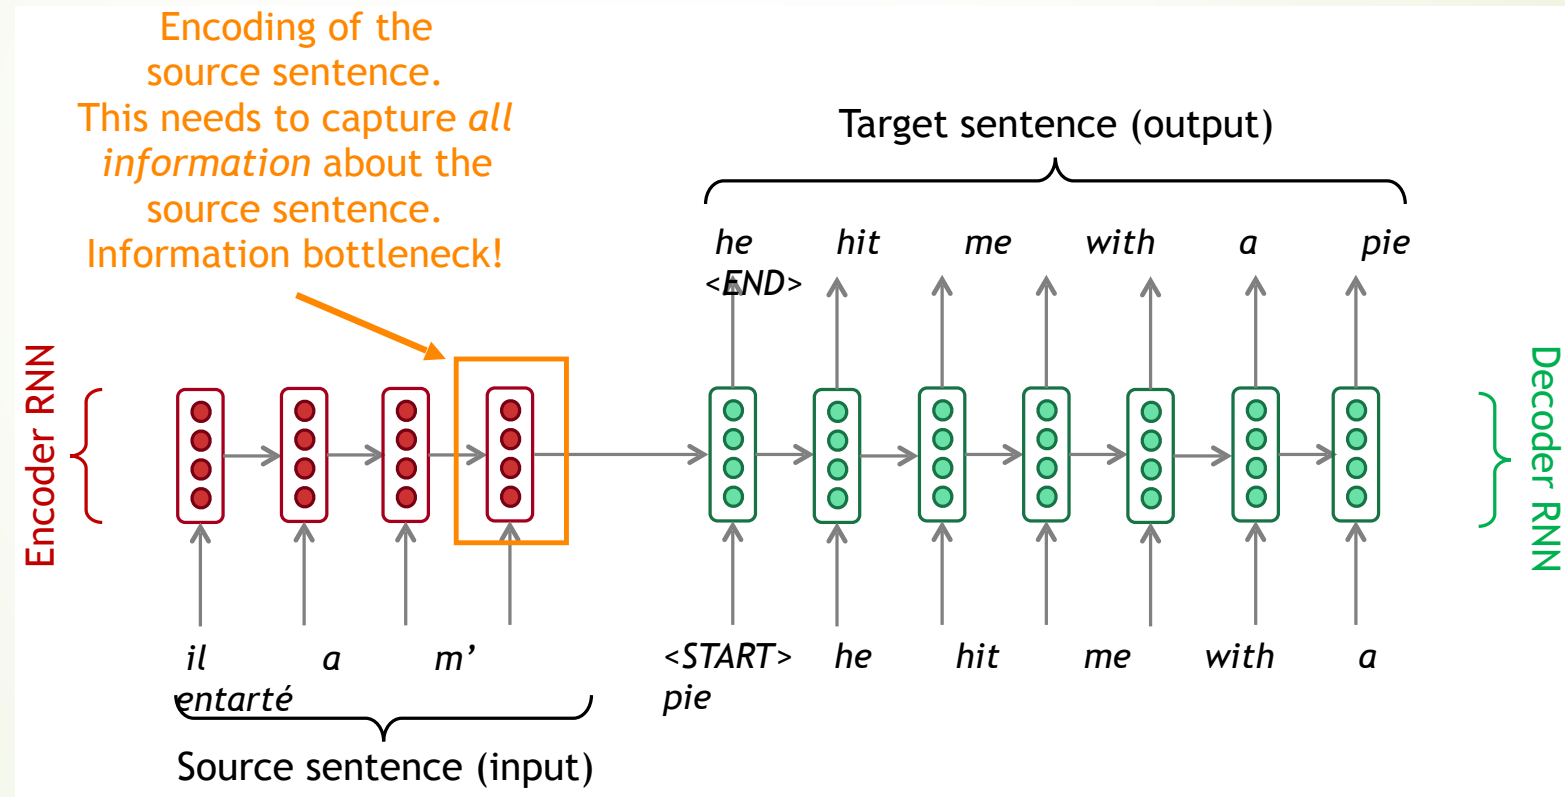 Encoding of the
source sentence.
This needs to capture all
information about the
source sentence.
Information bottleneck!
Target sentence (output)
he hit me with a pie
<END>
Encoder RNN
Decoder RNN
il a m’
entarté
<START> he hit me with a
pie
Source sentence (input)